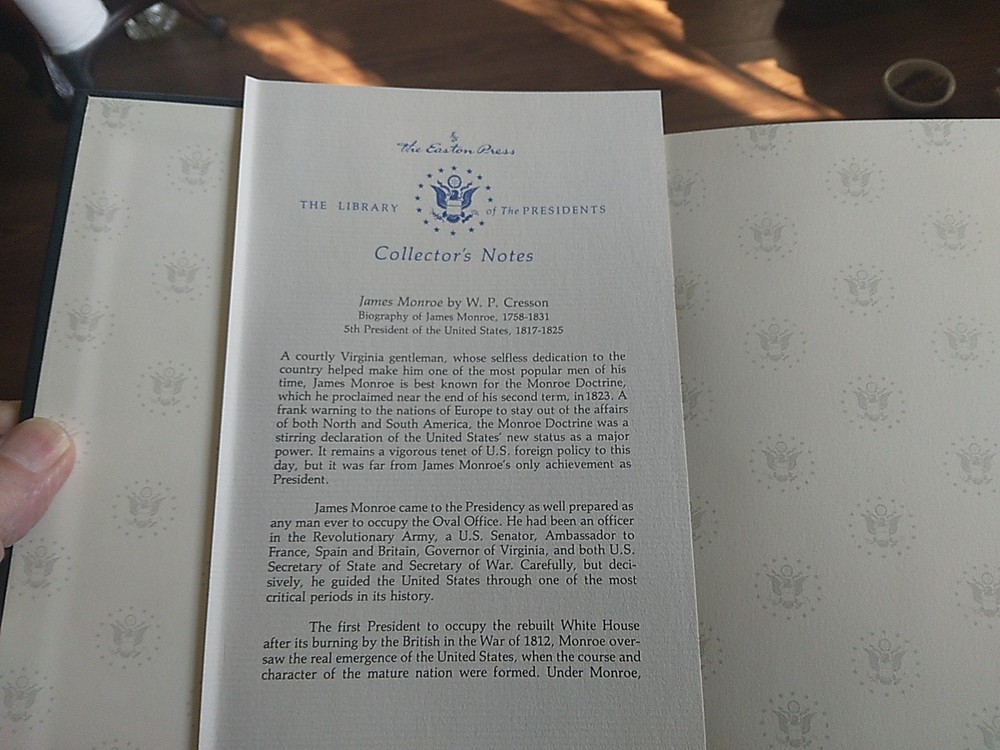 by
The Easton Press
THE LIBRARY of The PRESIDENTS
Collector's Notes
James Monroe by W. P. Cresson
Biography of James Monroe, 1758-1831
5th President of the United States, 1817-1825
A courtly Virginia gentleman, whose selfless dedication to the
country helped make him one of the most popular men of his
time, James Monroe is best known for the Monroe Doctrine,
which he proclaimed near the end of his second term, in 1823. A
frank warning to the nations of Europe to stay out of the affairs
of both North and South America, the Monroe Doctrine was a
stirring declaration of the United States' new status as a major
power. It remains a vigorous tenet of U.S. foreign policy to this
day, but it was far from James Monroe's only achievement as
President.
James Monroe came to the Presidency as well prepared as
any man ever to occupy the Oval Office. He had been an officer
in the Revolutionary Army, a U.S. Senator, Ambassador to
France, Spain and Britain, Governor of Virginia, and both U.S.
Secretary of State and Secretary of War. Carefully, but deci-
sively, he guided the United States through one of the most
critical periods in its history.
The first President to occupy the rebuilt White House
after its burning by the British in the War of 1812, Monroe over-
saw the real emergence of the United States, when the course and
character of the mature nation were formed. Under Monroe,